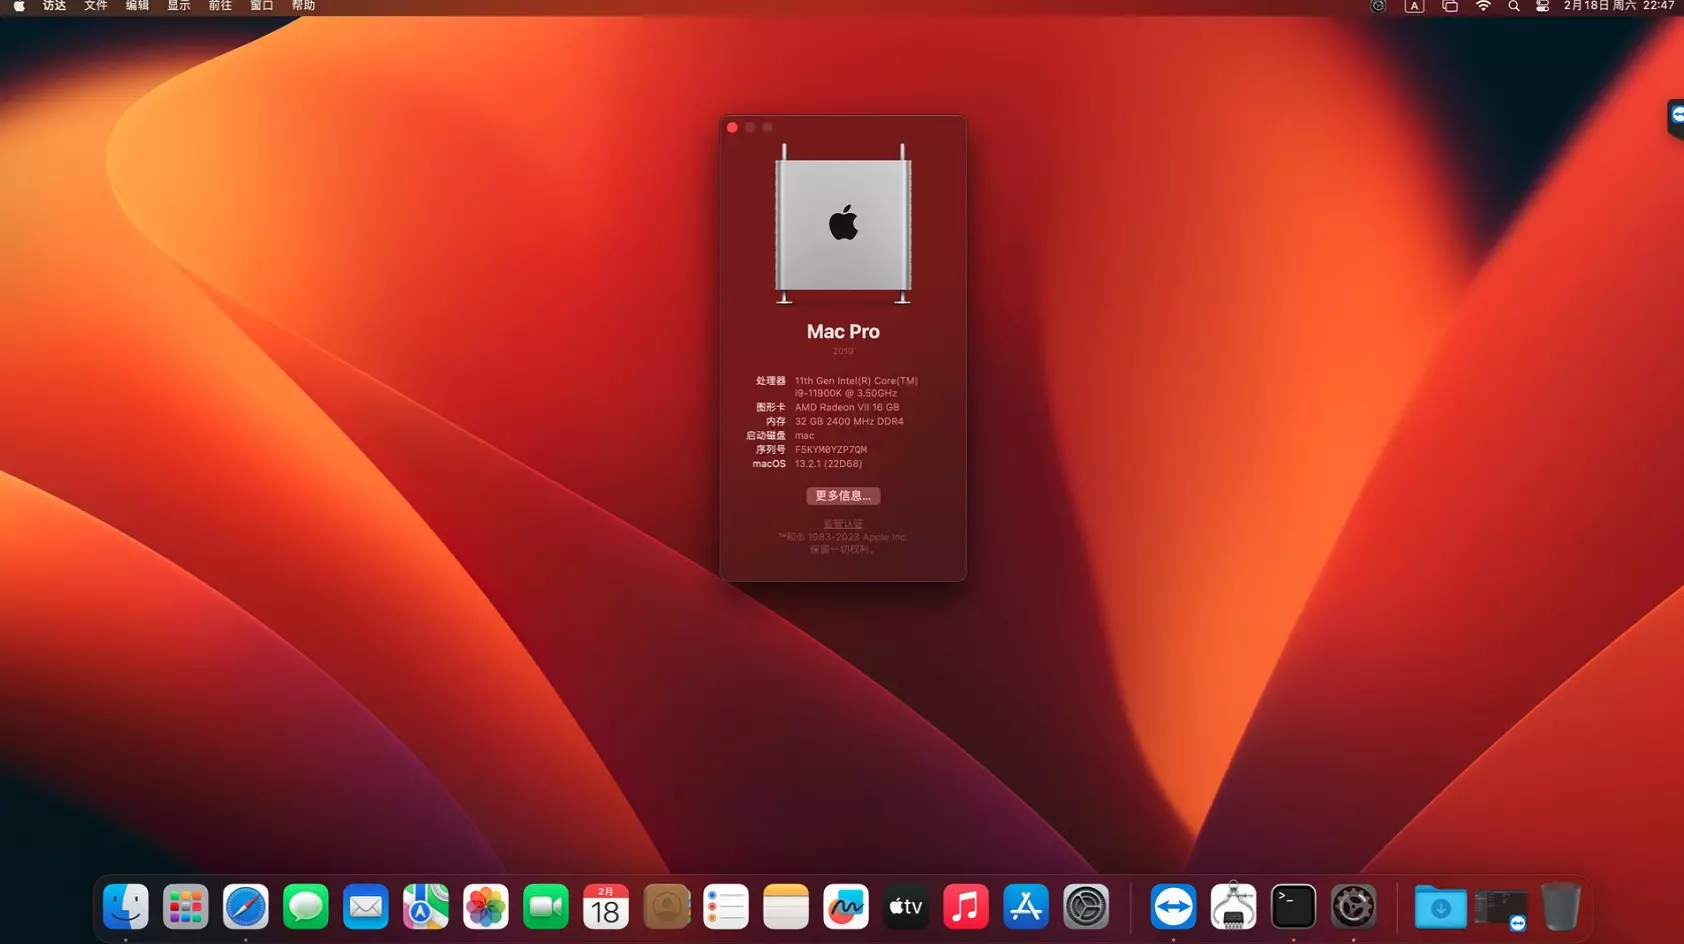 访达 文件 编辑 显示 前往 窗口 帮助
A 2月18日 周六 22:47
Mac Pro
2019
处理器 11th Gen Intel(R) Core(TM)
i9-11900K @ 3.50GHz
图形卡 AMD Radeon VII 16 GB
内存 32 GB 2400 MHz DDR4
启动磁盘 mac
序列号 F5KYM0YZP7QM
macOS 13.2.1 (22D68)
更多信息...
监管认证
™和® 1983-2023 Apple Inc.
保留一切权利。
2月
18
tv
>_